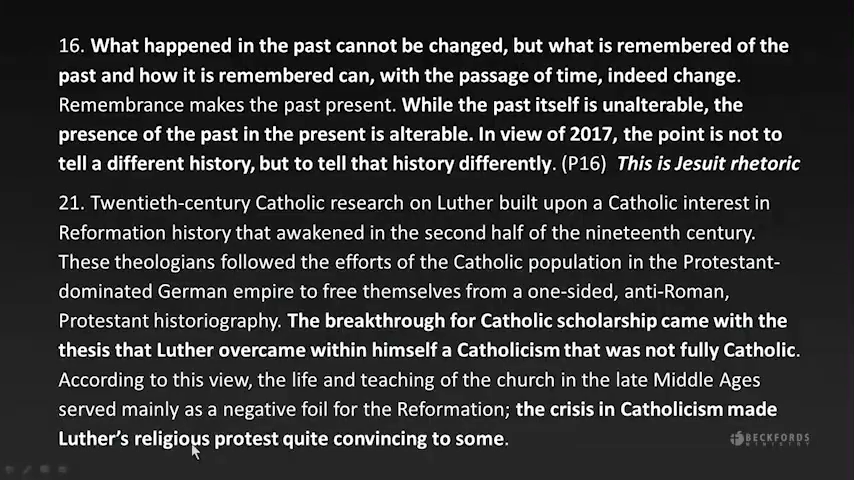 16. What happened in the past cannot be changed, but what is remembered of the
past and how it is remembered can, with the passage of time, indeed change.
Remembrance makes the past present. While the past itself is unalterable, the
presence of the past in the present is alterable. In view of 2017, the point is not to
tell a different history, but to tell that history differently. (P16) This is Jesuit rhetoric
21. Twentieth-century Catholic research on Luther built upon a Catholic interest in
Reformation history that awakened in the second half of the nineteenth century.
These theologians followed the efforts of the Catholic population in the Protestant-
dominated German empire to free themselves from a one-sided, anti-Roman,
Protestant historiography. The breakthrough for Catholic scholarship came with the
thesis that Luther overcame within himself a Catholicism that was not fully Catholic.
According to this view, the life and teaching of the church in the late Middle Ages
served mainly as a negative foil for the Reformation; the crisis in Catholicism made
Luther’s religious protest quite convincing to some.
BECKFORDS
MINISTRY